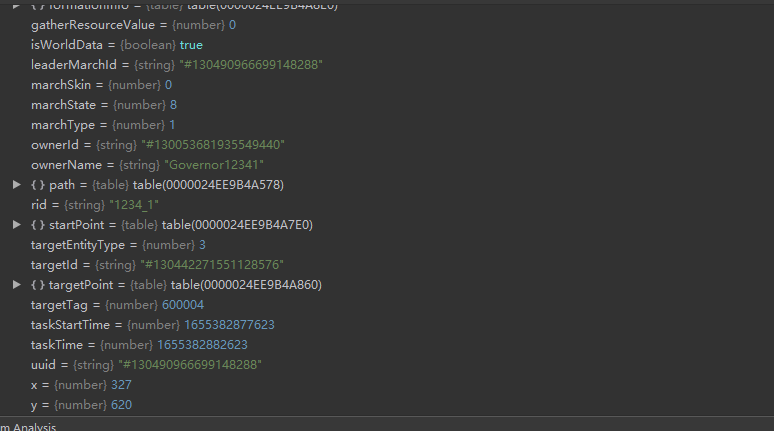 {} formationInfo = {table} table(0000024EE9B4A8E0)
gatherResourceValue = {number} 0
isWorldData = {boolean} true
leaderMarchId = {string} "#130490966699148288"
marchSkin = {number} 0
marchState = {number} 8
marchType = {number} 1
ownerId = {string} "#130053681935549440"
ownerName = {string} "Governor12341"
{} path = {table} table(0000024EE9B4A578)
rid = {string} "1234_1"
{} startPoint = {table} table(0000024EE9B4A7E0)
targetEntityType = {number} 3
targetId = {string} "#130442271551128576"
{} targetPoint = {table} table(0000024EE9B4A860)
targetTag = {number} 600004
taskStartTime = {number} 1655382877623
taskTime = {number} 1655382882623
uuid = {string} "#130490966699148288"
x = {number} 327
y = {number} 620
m Analysis